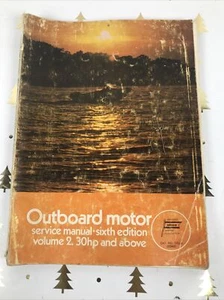 Outboard motor
service manual·sixth edition
volume 2. 30hp and above